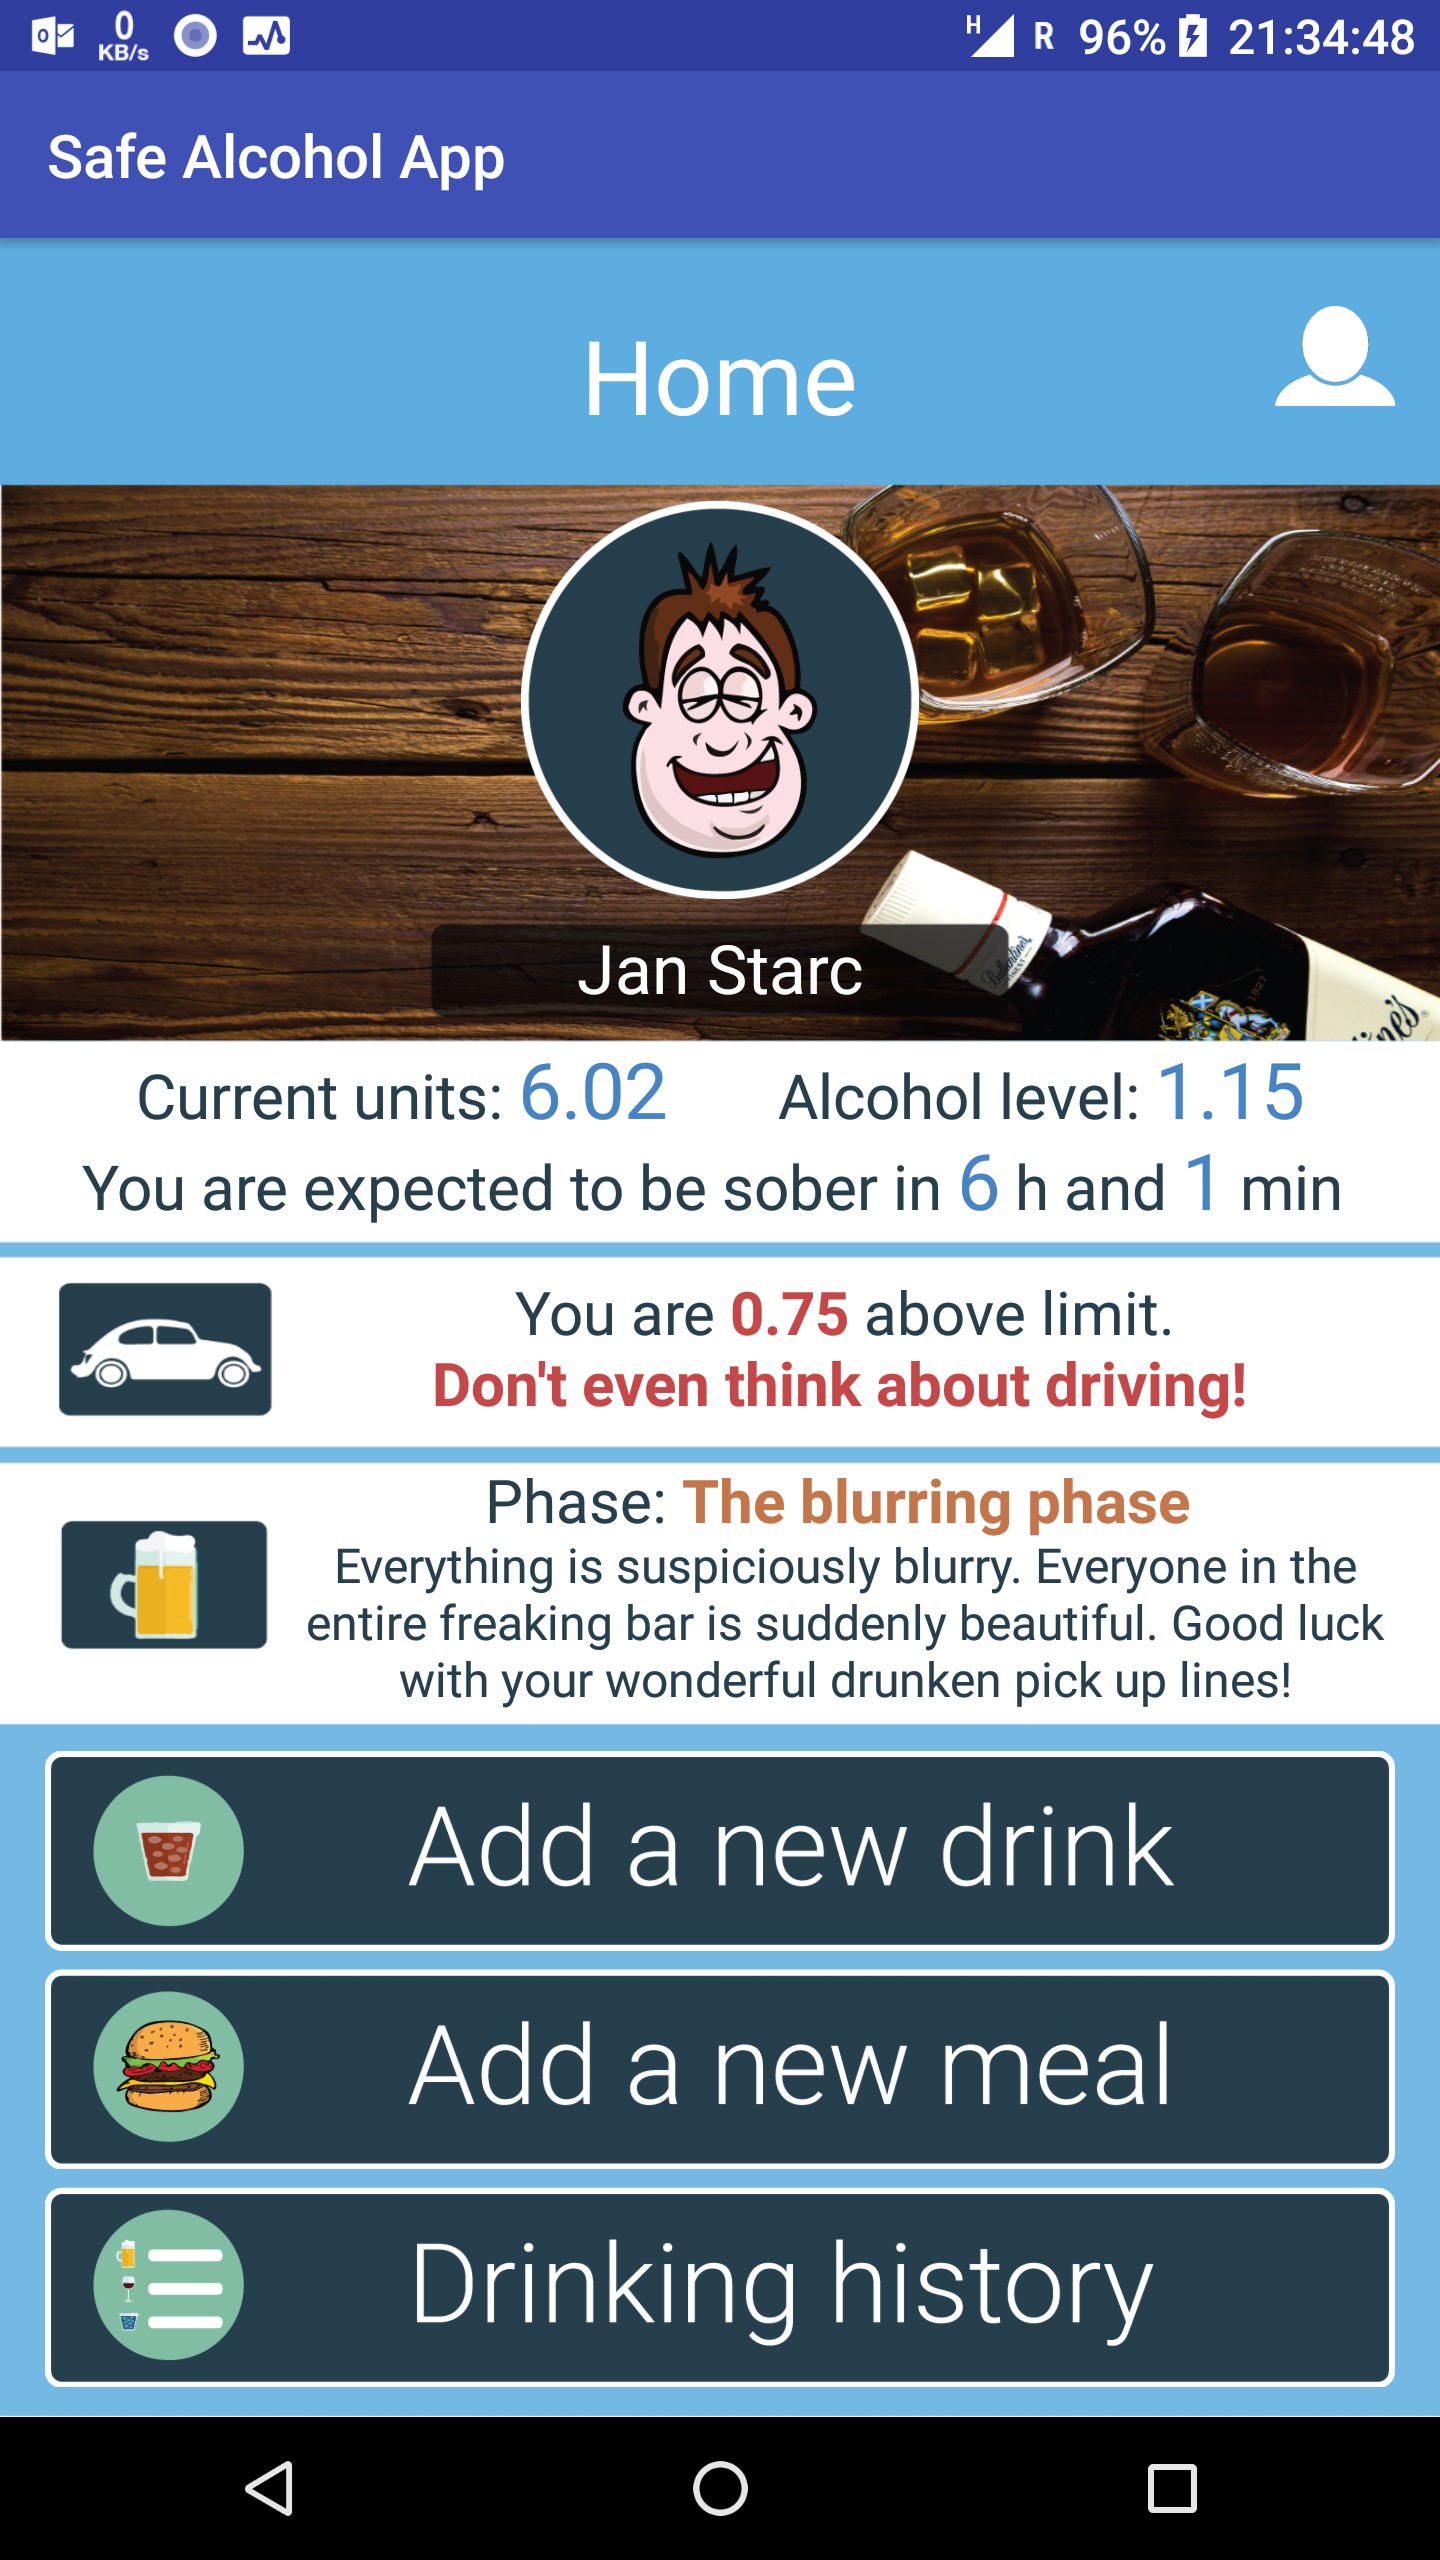 0
KB/s
H
R
96%
21:34:48
Safe Alcohol App
Home
Jan Starc
Ballantine's
FINEST
1827
Current units: 6.02 Alcohol level: 1.15
You are expected to be sober in 6 h and 1 min
You are 0.75 above limit.
Don't even think about driving!
Phase: The blurring phase
Everything is suspiciously blurry. Everyone in the
entire freaking bar is suddenly beautiful. Good luck
with your wonderful drunken pick up lines!
Add a new drink
Add a new meal
Drinking history